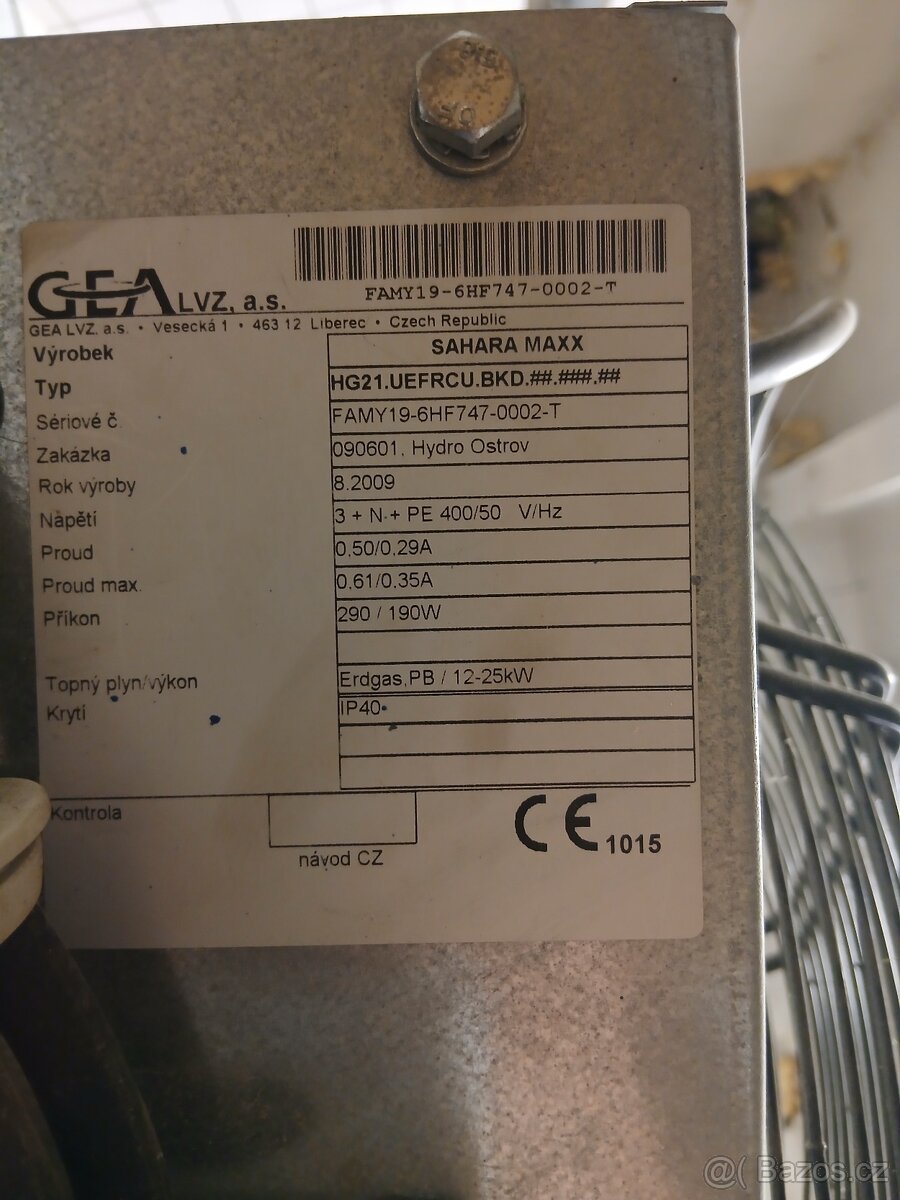 GEA LVZ, a.s.
FAMY19-6HF747-0002-T
GEA LVZ. a.s. • Vesecká 1 • 463 12 Liberec • Czech Republic
Výrobek SAHARA MAXX
Typ HG21.UEFRCU.BKD.##.###.##
Sériové č. FAMY19-6HF747-0002-T
Zakázka 090601, Hydro Ostrov
Rok výroby 8.2009
Napětí 3 + N + PE 400/50 V/Hz
Proud 0,50/0,29A
Proud max. 0,61/0,35A
Příkon 290 / 190W
Topný plyn/výkon Erdgas,PB / 12-25kW
Krytí IP40
Kontrola
návod CZ
CE 1015
@( Bazos.cz